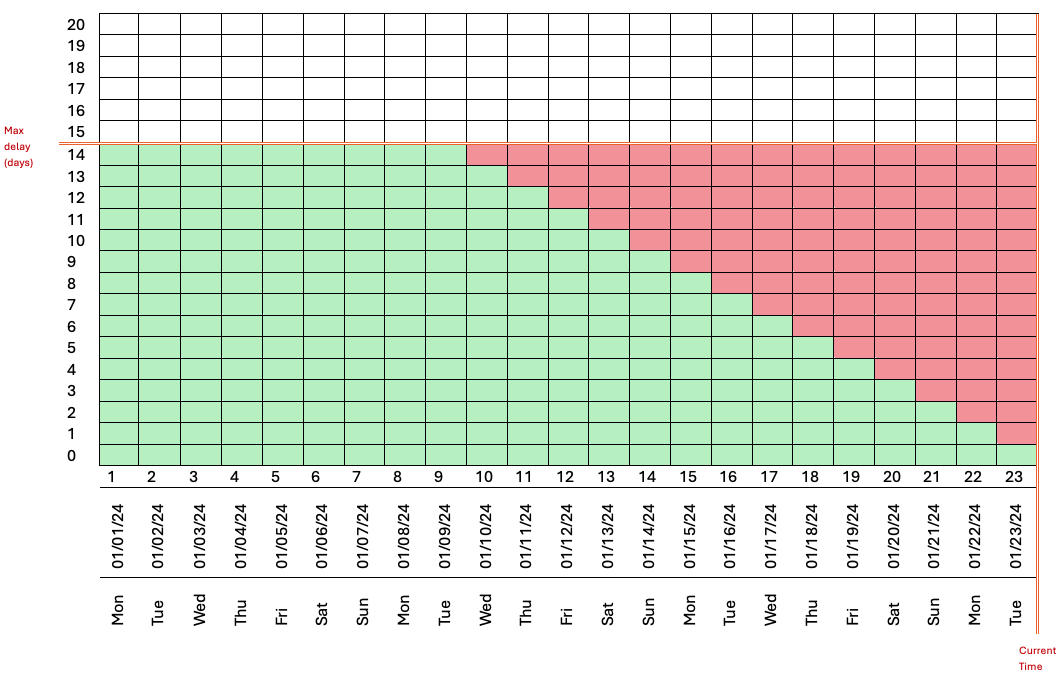 20
19
18
17
16
15
Max
delay
(days)
14
13
12
11
10
9
8
7
6
5
4
3
2
1
0
1 2 3 4 5 6 7 8 9 10 11 12 13 14 15 16 17 18 19 20 21 22 23
01/01/24 01/02/24 01/03/24 01/04/24 01/05/24 01/06/24 01/07/24 01/08/24 01/09/24 01/10/24 01/11/24 01/12/24 01/13/24 01/14/24 01/15/24 01/16/24 01/17/24 01/18/24 01/19/24 01/20/24 01/21/24 01/22/24 01/23/24
Mon Tue Wed Thu Fri Sat Sun Mon Tue Wed Thu Fri Sat Sun Mon Tue Wed Thu Fri Sat Sun Mon Tue
Current
Time